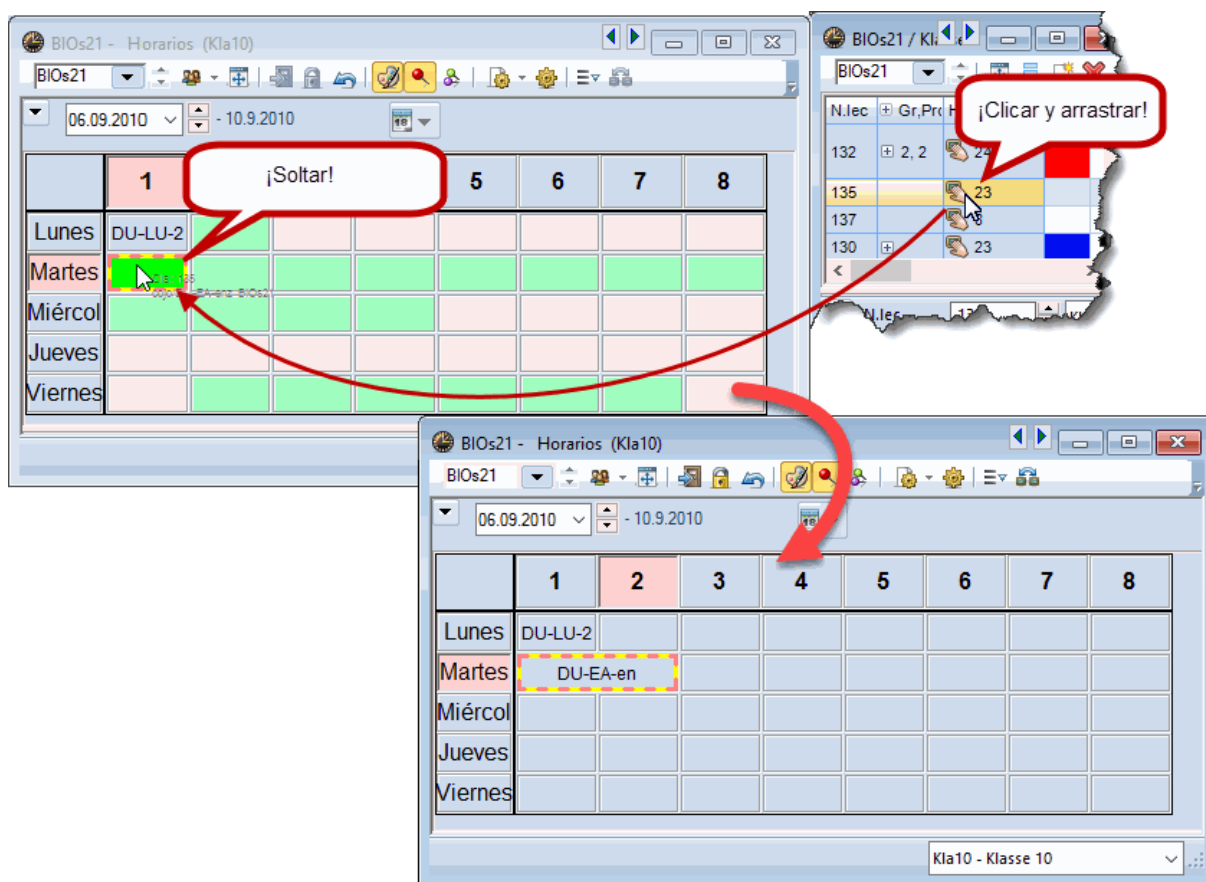 BIOs21 - Horarios (Kla10)
BIOs21
06.09.2010 - 10.9.2010
18
1 5 6 7 8
¡Soltar!
Lunes DU-LU-2
Martes
Miércol
Jueves
Viernes
BIOs21 /
BIOs21
N.lec Gr,Pro
¡Clicar y arrastrar!
132 2, 2 24
135 23
137
130 23
BIOs21 - Horarios (Kla10)
BIOs21
06.09.2010 - 10.9.2010
1 2 3 4 5 6 7 8
Lunes DU-LU-2
Martes DU-EA-en
Miércol
Jueves
Viernes
Kla10 - Klasse 10